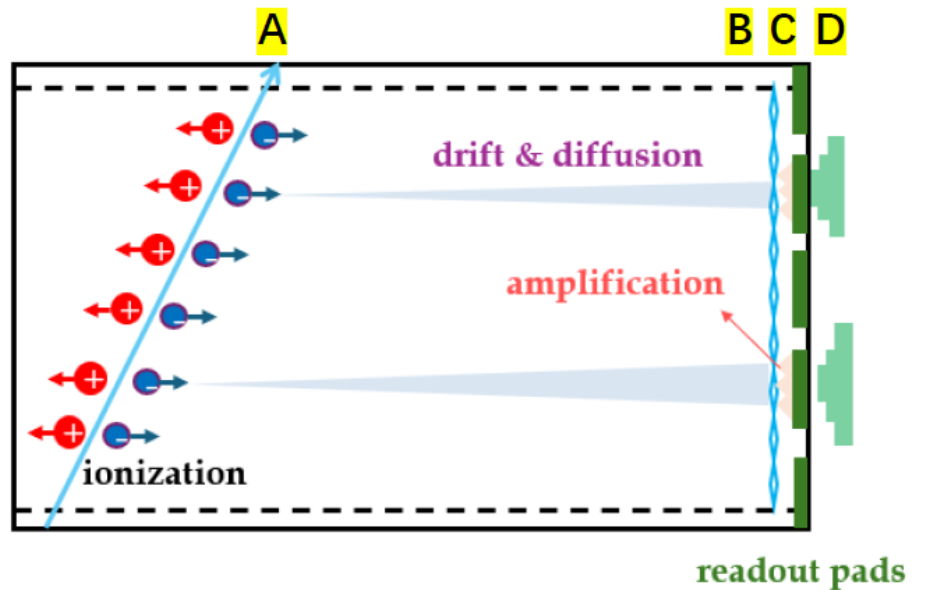 A B C D
drift & diffusion
amplification
ionization
readout pads